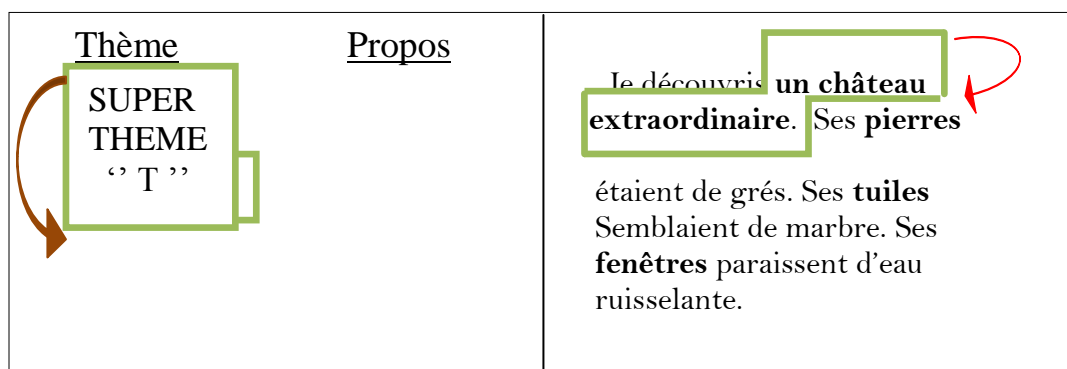 Thème Propos
SUPER
THEME
‘’ T ’’
Je découvris un château
extraordinaire. Ses pierres
étaient de grés. Ses tuiles
Semblaient de marbre. Ses
fenêtres paraissent d’eau
ruisselante.